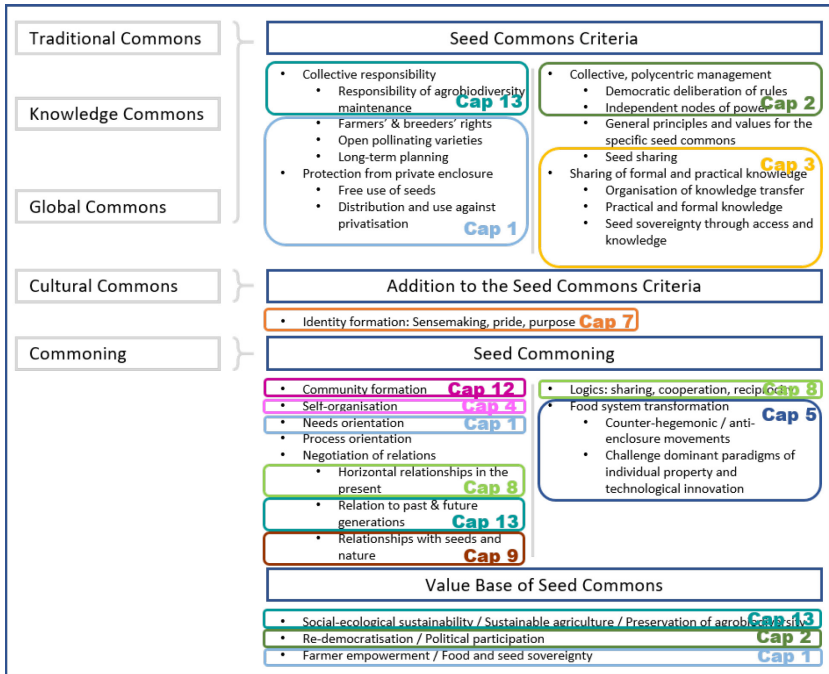 Traditional Commons
Knowledge Commons
Global Commons
Seed Commons Criteria
• Collective responsibility
• Responsibility of agrobiodiversity
maintenance
Cap 13
• Farmers' & breeders' rights
• Open pollinating varieties
• Long-term planning
• Protection from private enclosure
• Free use of seeds
• Distribution and use against
privatisation
Cap 1
• Collective, polycentric management
• Democratic deliberation of rules
• Independent nodes of power
Cap 2
• General principles and values for the
specific seed commons
• Seed sharing
Cap 3
• Sharing of formal and practical knowledge
• Organisation of knowledge transfer
• Practical and formal knowledge
• Seed sovereignty through access and
knowledge
Cultural Commons
Addition to the Seed Commons Criteria
• Identity formation: Sensemaking, pride, purpose Cap 7
Commoning
Seed Commoning
• Community formation Cap 12
• Self-organisation Cap 4
• Needs orientation Cap 1
• Process orientation
• Negotiation of relations
• Horizontal relationships in the
present Cap 8
• Relation to past & future
generations Cap 13
• Relationships with seeds and
nature Cap 9
• Logics: sharing, cooperation, reciprocity Cap 8
• Food system transformation
Cap 5
• Counter-hegemonic / anti-
enclosure movements
• Challenge dominant paradigms of
individual property and
technological innovation
Value Base of Seed Commons
• Social-ecological sustainability / Sustainable agriculture / Preservation of agrobiodiversity Cap 13
• Re-democratisation / Political participation Cap 2
• Farmer empowerment / Food and seed sovereignty Cap 1